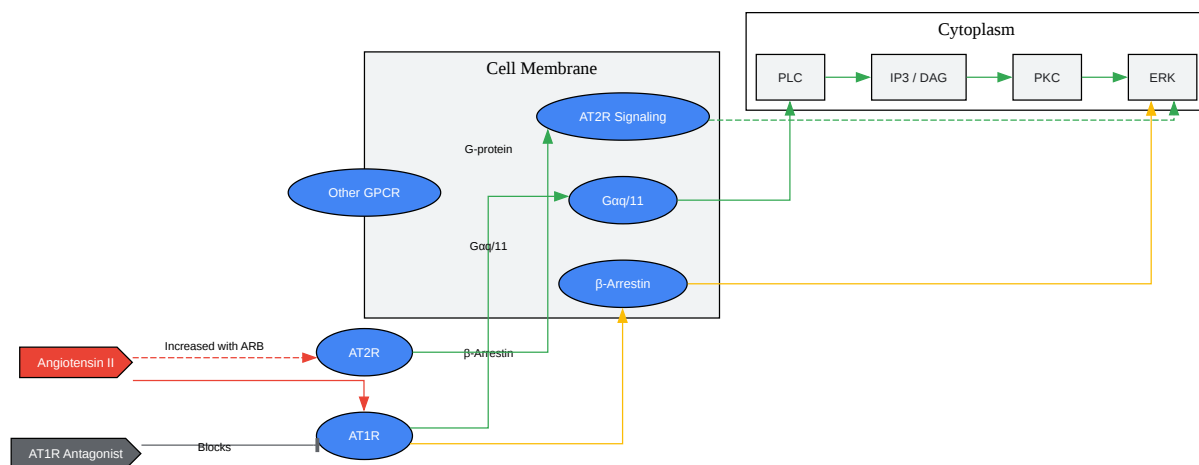 Cytoplasm
PLC
IP3 / DAG
PKC
ERK
Cell Membrane
AT2R Signaling
G-protein
Other GPCR
Gαq/11
Gαq/11
β-Arrestin
Increased with ARB
AT2R
β-Arrestin
Angiotensin II
AT1R
Blocks
AT1R Antagonist